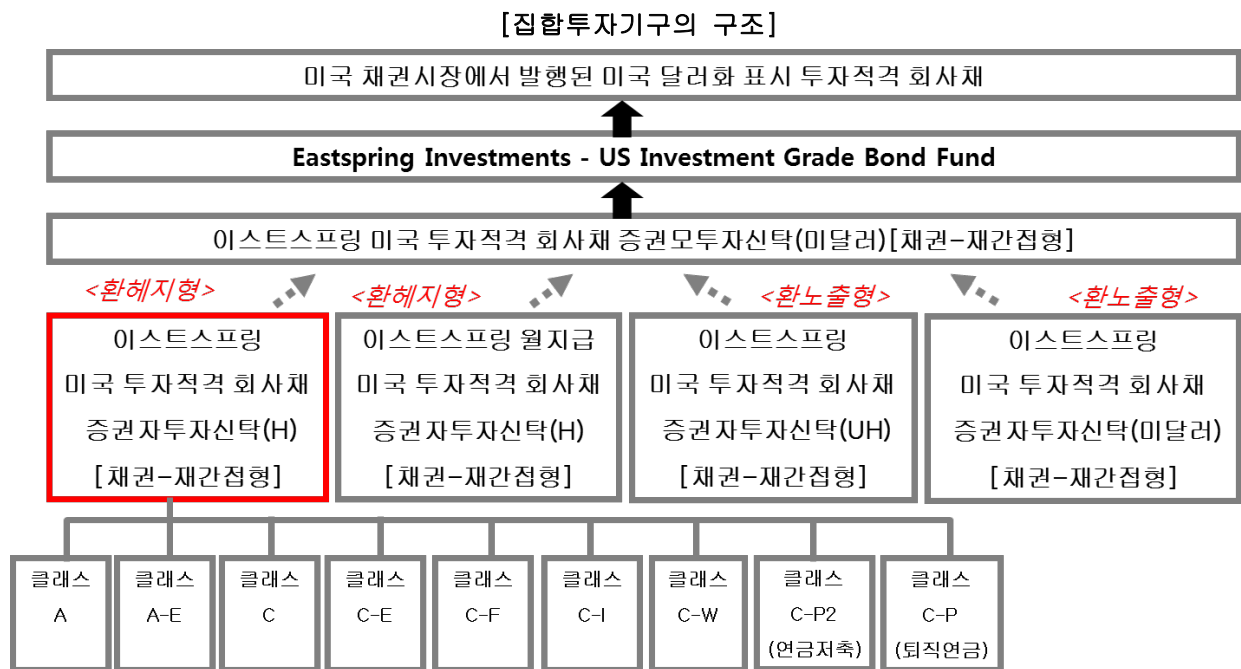 [집합투자기구의 구조]
미국 채권시장에서 발행된 미국 달러화 표시 투자적격 회사채
Eastspring Investments - US Investment Grade Bond Fund
이스트스프링 미국 투자적격 회사채 증권모투자신탁(미달러)[채권-재간접형]
<환헤지형>
<환헤지형>
<환노출형>
<환노출형>
이스트스프링
미국 투자적격 회사채
증권자투자신탁(H)
[채권-재간접형]
이스트스프링 월지급
미국 투자적격 회사채
증권자투자신탁(H)
[채권-재간접형]
이스트스프링
미국 투자적격 회사채
증권자투자신탁(UH)
[채권-재간접형]
이스트스프링
미국 투자적격 회사채
증권자투자신탁(미달러)
[채권-재간접형]
클래스
A
클래스
A-E
클래스
C
클래스
C-E
클래스
C-F
클래스
C-I
클래스
C-W
클래스
C-P2
(연금저축)
클래스
C-P
(퇴직연금)